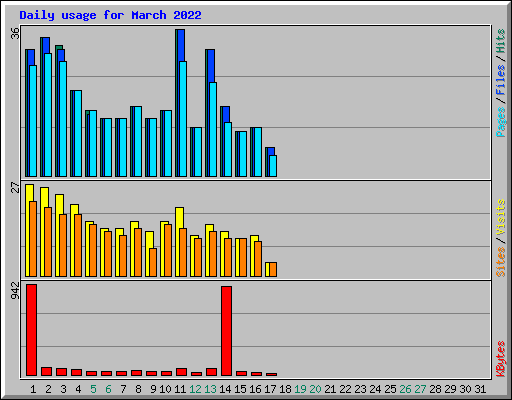 Daily usage for March 2022
36
Pages/Files/Hits
27
Sites/Visits
942
KBytes
1 2 3 4 5 6 7 8 9 10 11 12 13 14 15 16 17 18 19 20 21 22 23 24 25 26 27 28 29 30 31